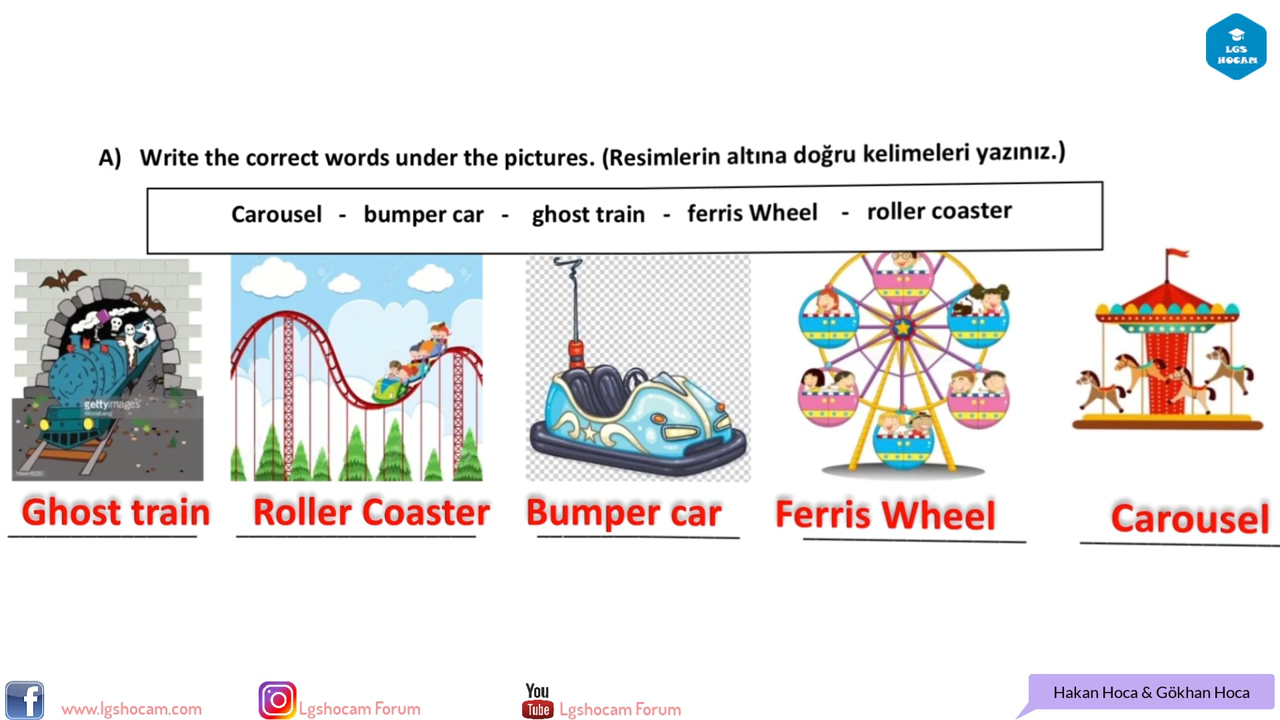 LGS
HOCAM
A) Write the correct words under the pictures. (Resimlerin altına doğru kelimeleri yazınız.)
Carousel - bumper car - ghost train - ferris Wheel - roller coaster
gettyimages
Ghost train Roller Coaster Bumper car Ferris Wheel Carousel
www.lgshocam.com
Lgshocam Forum
You
Tube
Lgshocam Forum
Hakan Hoca & Gökhan Hoca